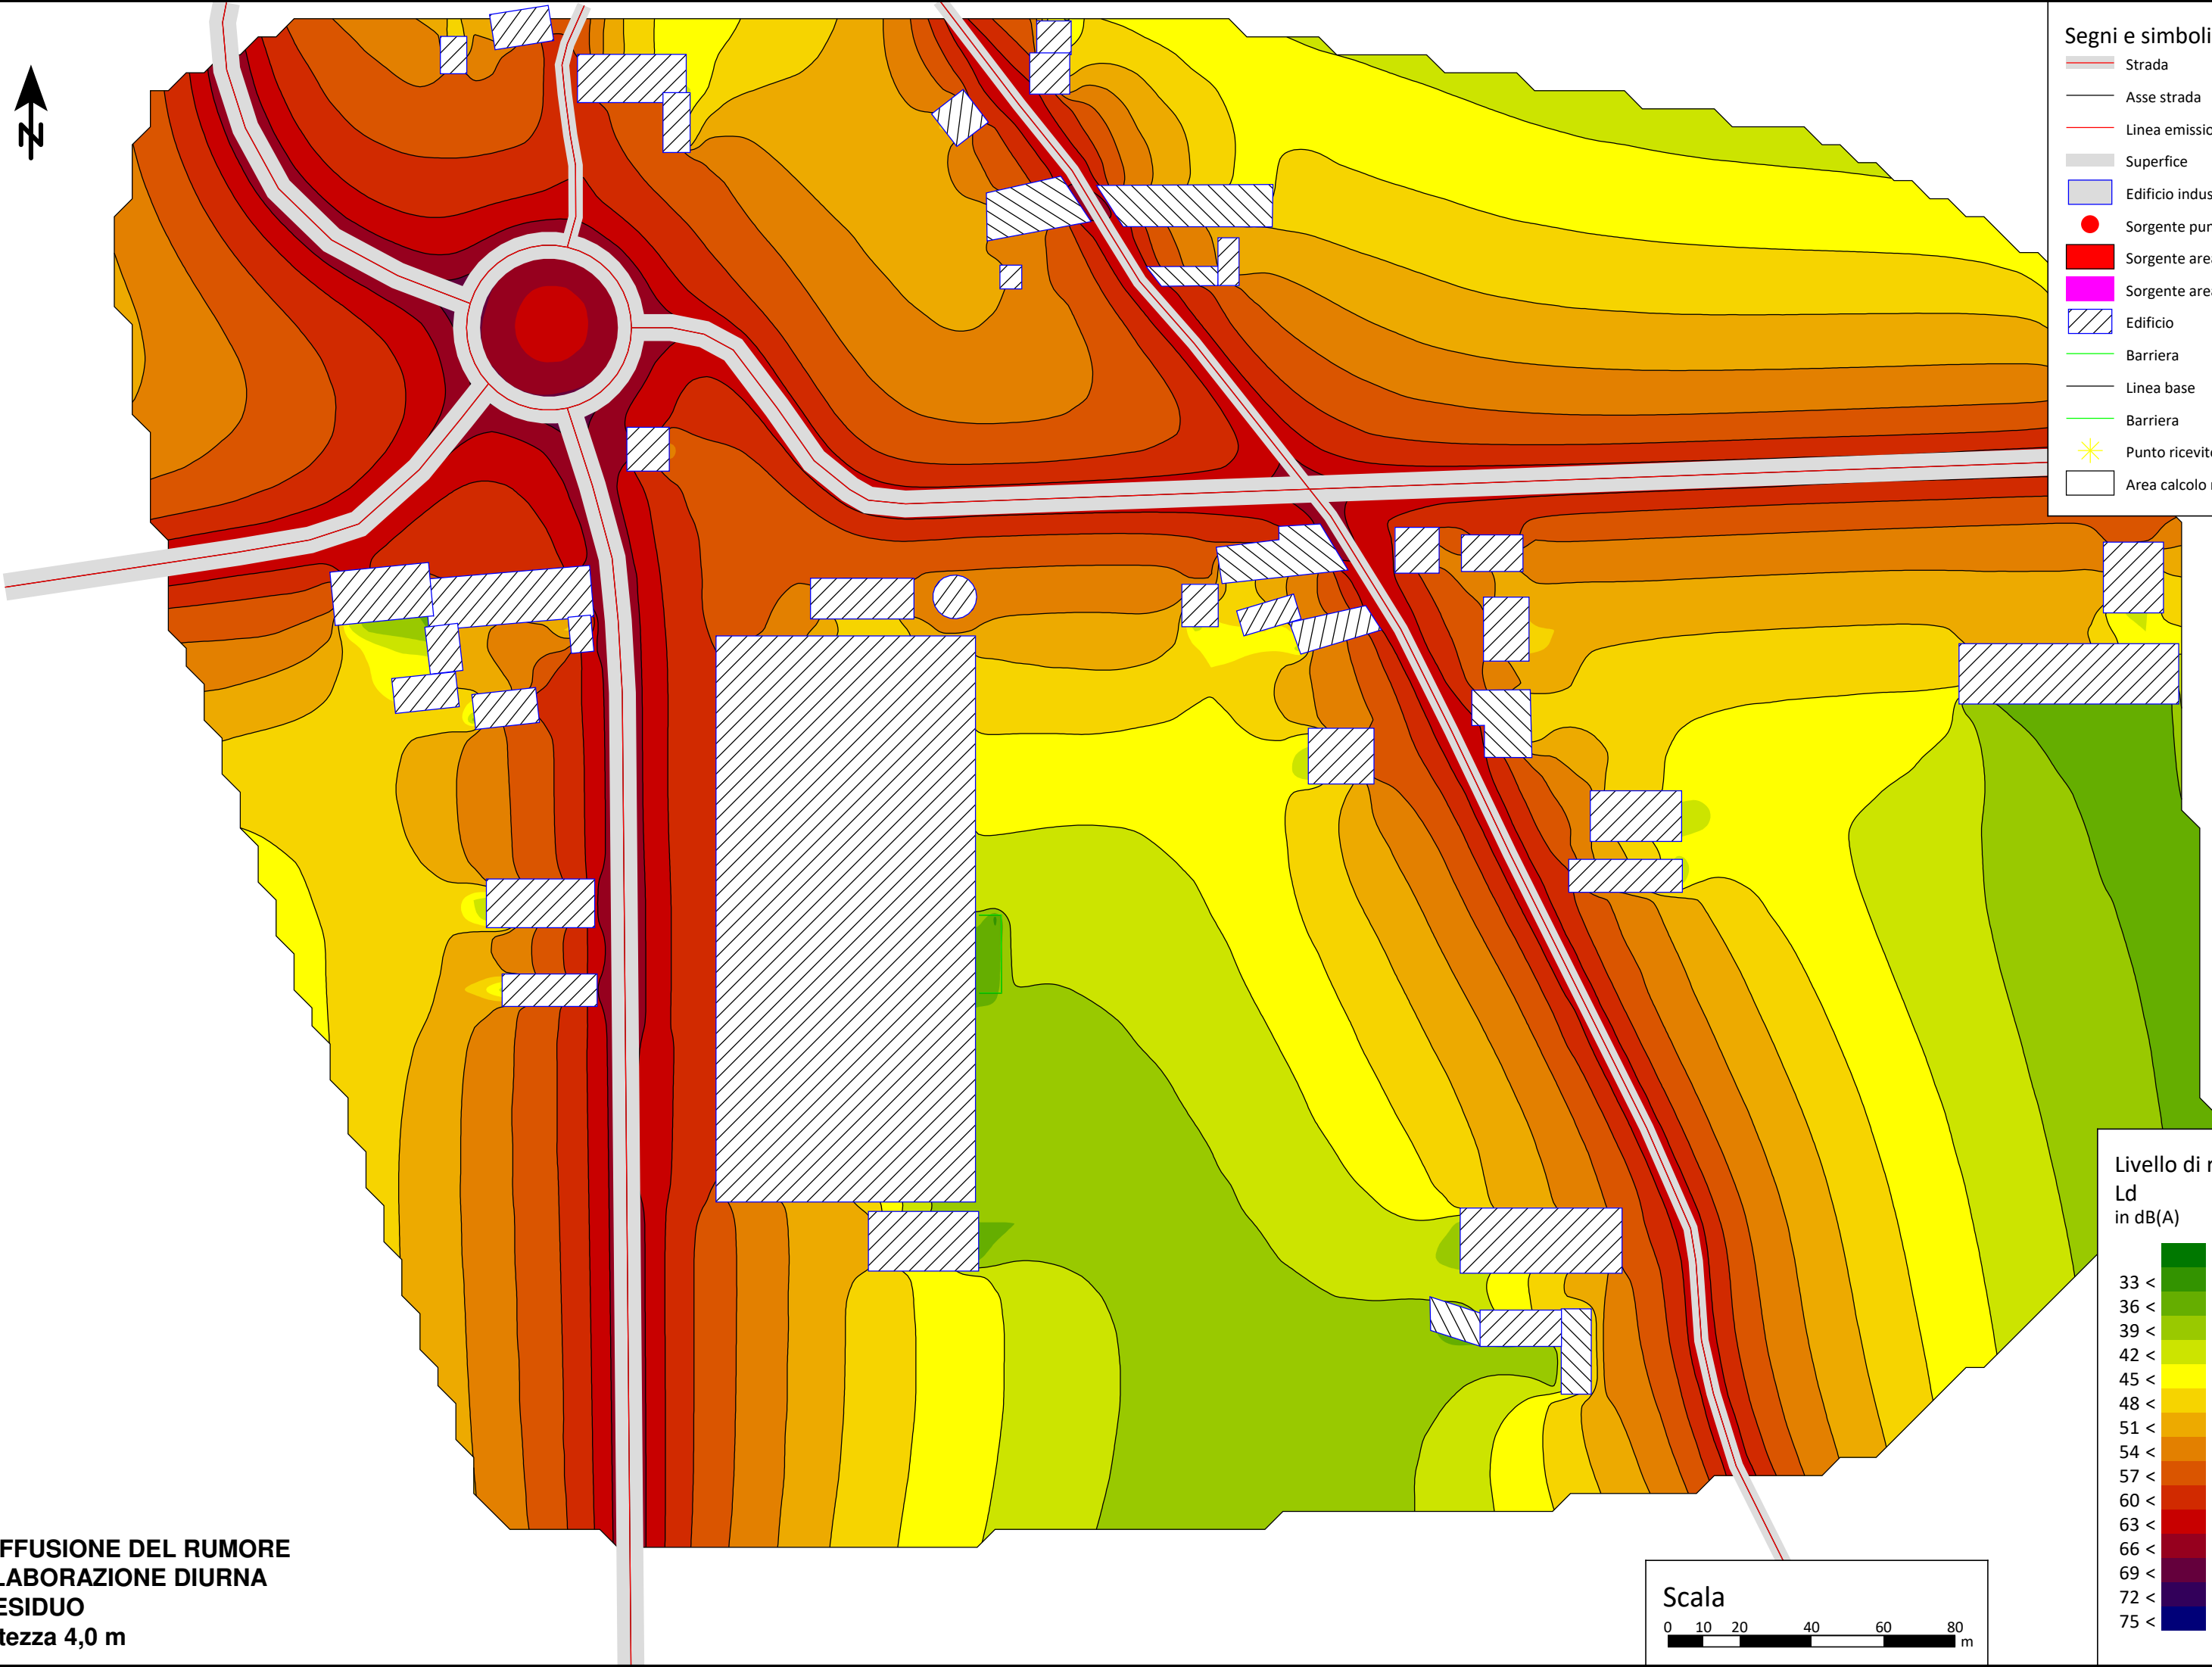 N
Segni e simboli
Strada
Asse strada
Linea emissio
Superfice
Edificio indus
Sorgente pun
Sorgente area
Sorgente area
Edificio
Barriera
Linea base
Barriera
Punto ricevito
Area calcolo r
Livello di r
Ld
in dB(A)
33 <
36 <
39 <
42 <
45 <
48 <
51 <
54 <
57 <
60 <
63 <
66 <
69 <
72 <
75 <
FFUSIONE DEL RUMORE
LABORAZIONE DIURNA
ESIDUO
tezza 4,0 m
Scala
0 10 20 40 60 80
m